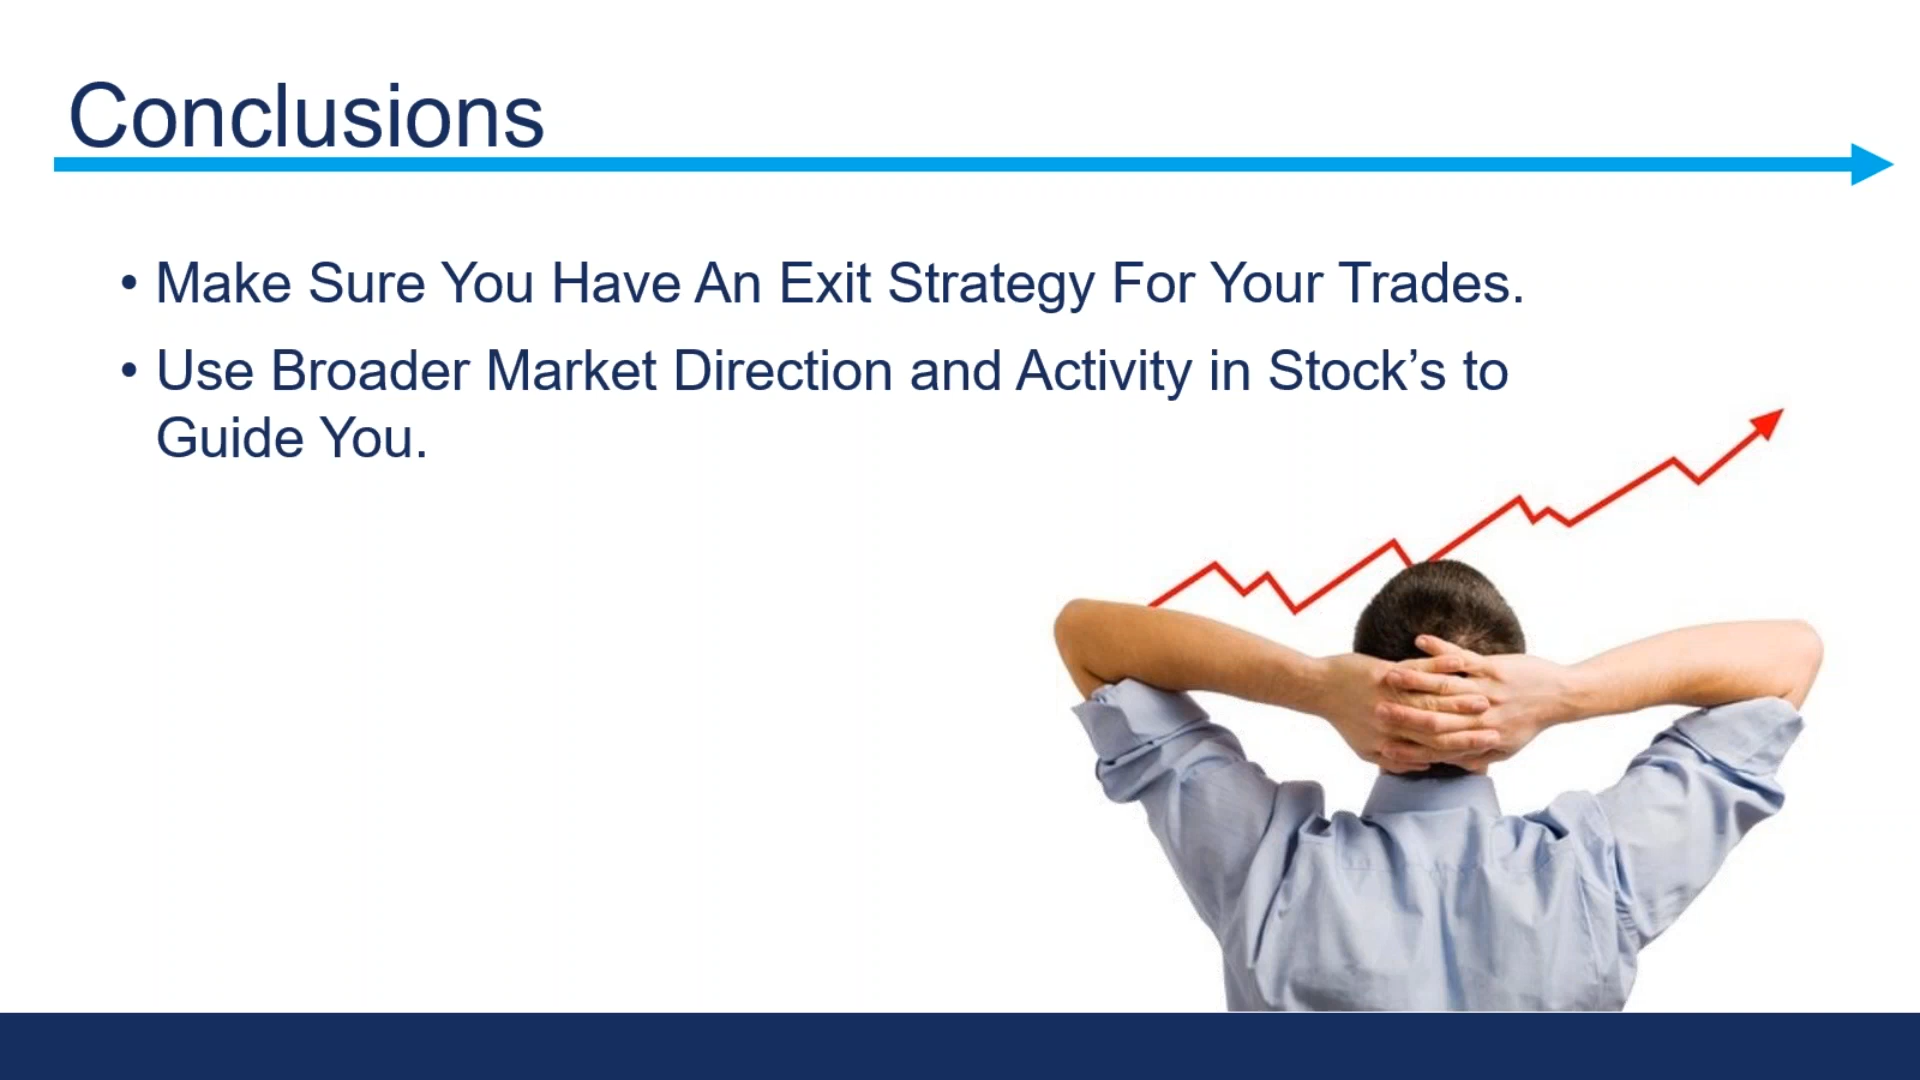 Conclusions
• Make Sure You Have An Exit Strategy For Your Trades.
• Use Broader Market Direction and Activity in Stock’s to
Guide You.